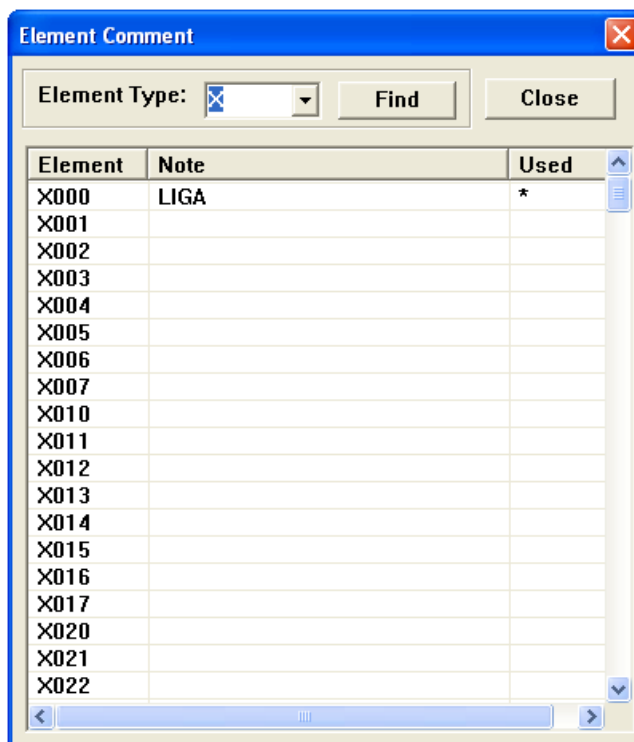 Element Comment
Element Type: X Find Close
Element Note Used
X000 LIGA *
X001
X002
X003
X004
X005
X006
X007
X010
X011
X012
X013
X014
X015
X016
X017
X020
X021
X022